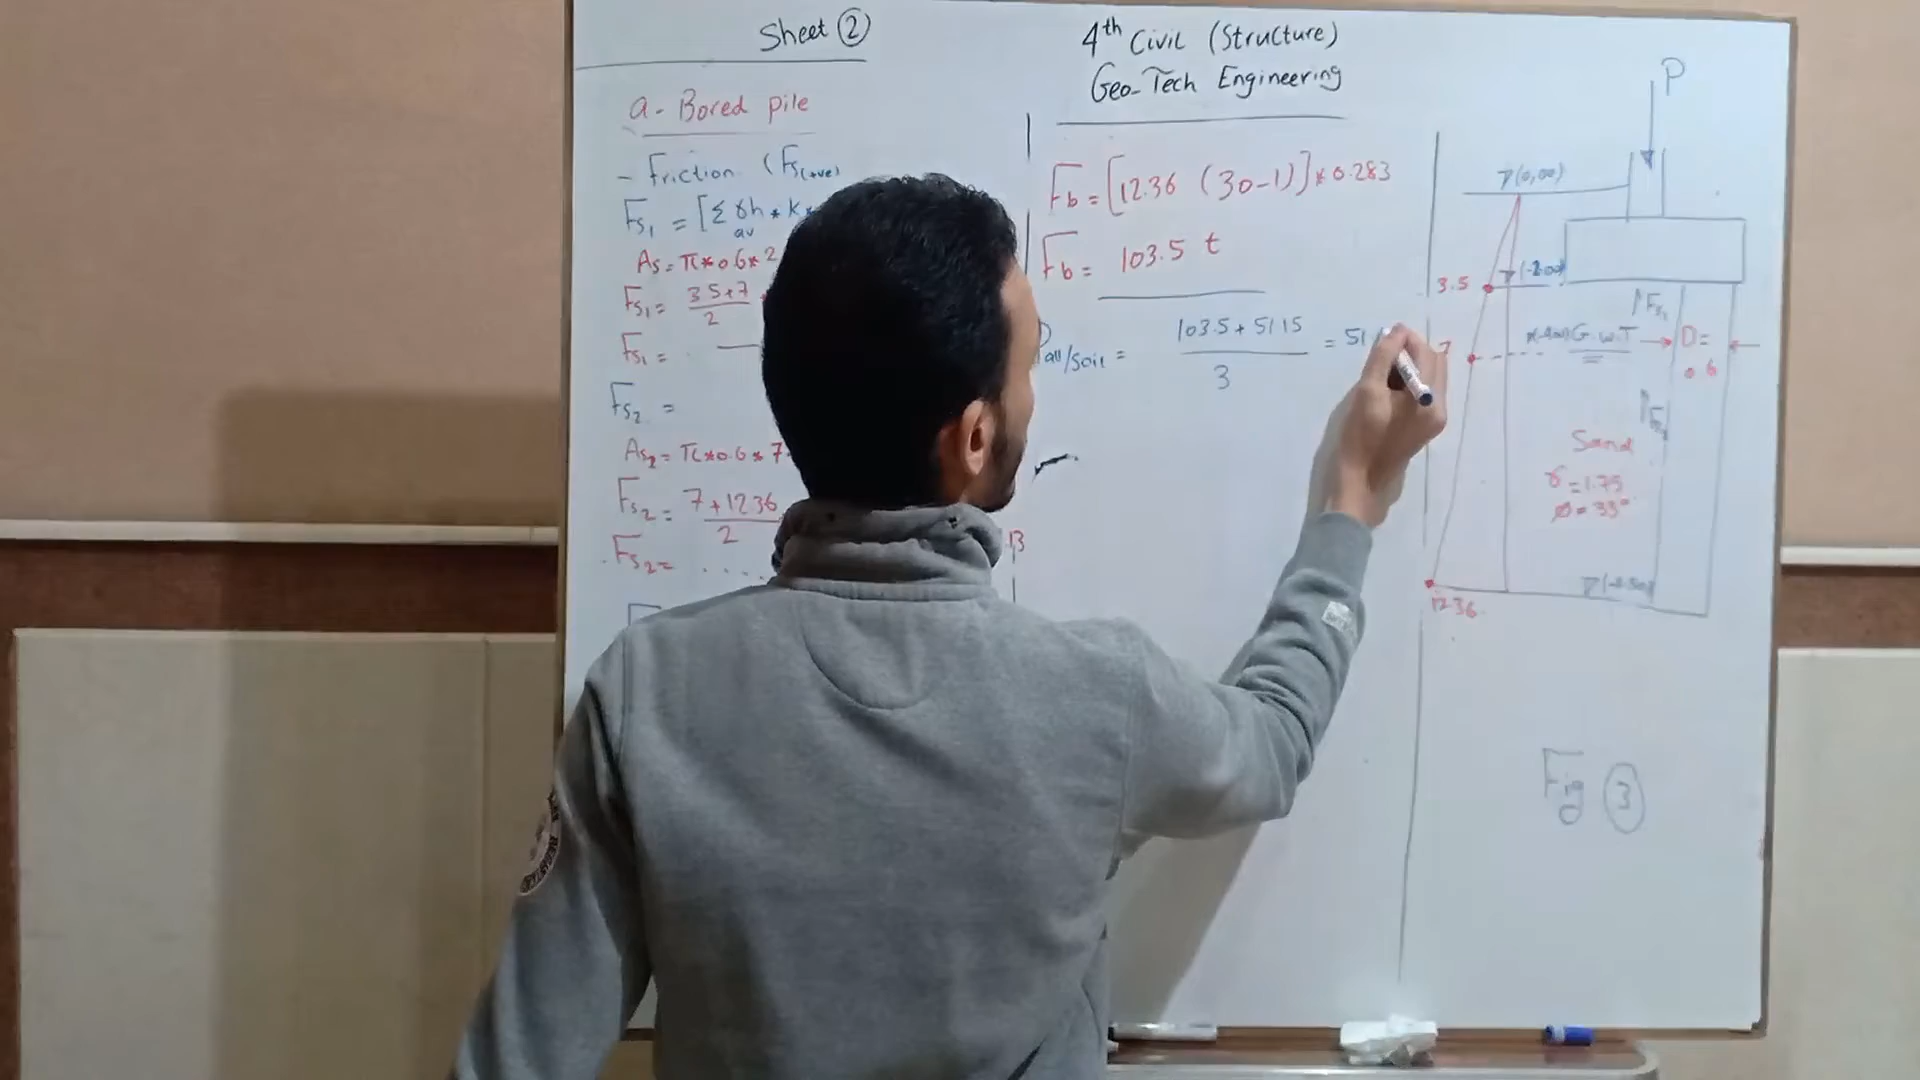 Sheet ②
4th Civil (Structure)
Geo-Tech Engineering
a- Bored pile
- Friction (Fs(+ve)
Fs1 = [Σ γh * k *
av
As = π*0.6*2
Fs1 = 3.5+7
2
Fs1 =
Fs2 =
As2 = π*0.6*7
Fs2 = 7+12.36
2
Fs2 = ....
.13
Fb = [12.36 (30-1)] * 0.283
Fb = 103.5 t
Pall/soil = 103.5 + 51.15 = 51.
3
P
(0,00)
(-2.00)
3.5
Fs1
G.W.T
D=
0.6
7
Fs2
Sand
γ = 1.75
Ø = 33°
12.36
Fig ③